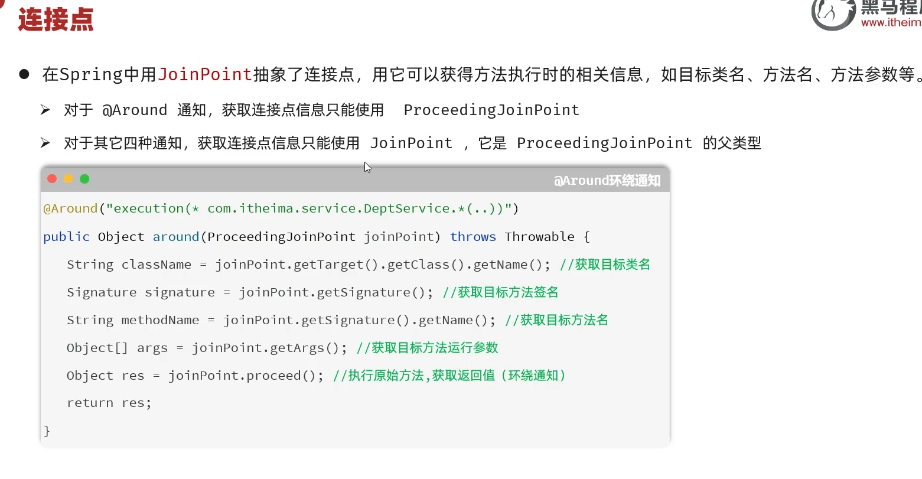 连接点
黑马程
www.itheim
在Spring中用JoinPoint抽象了连接点，用它可以获得方法执行时的相关信息，如目标类名、方法名、方法参数等。
对于 @Around 通知，获取连接点信息只能使用 ProceedingJoinPoint
对于其它四种通知，获取连接点信息只能使用 JoinPoint ，它是 ProceedingJoinPoint 的父类型
@Around环绕通知
@Around("execution(* com.itheima.service.DeptService.*(..))")
public Object around(ProceedingJoinPoint joinPoint) throws Throwable {
String className = joinPoint.getTarget().getClass().getName(); //获取目标类名
Signature signature = joinPoint.getSignature(); //获取目标方法签名
String methodName = joinPoint.getSignature().getName(); //获取目标方法名
Object[] args = joinPoint.getArgs(); //获取目标方法运行参数
Object res = joinPoint.proceed(); //执行原始方法,获取返回值（环绕通知）
return res;
}